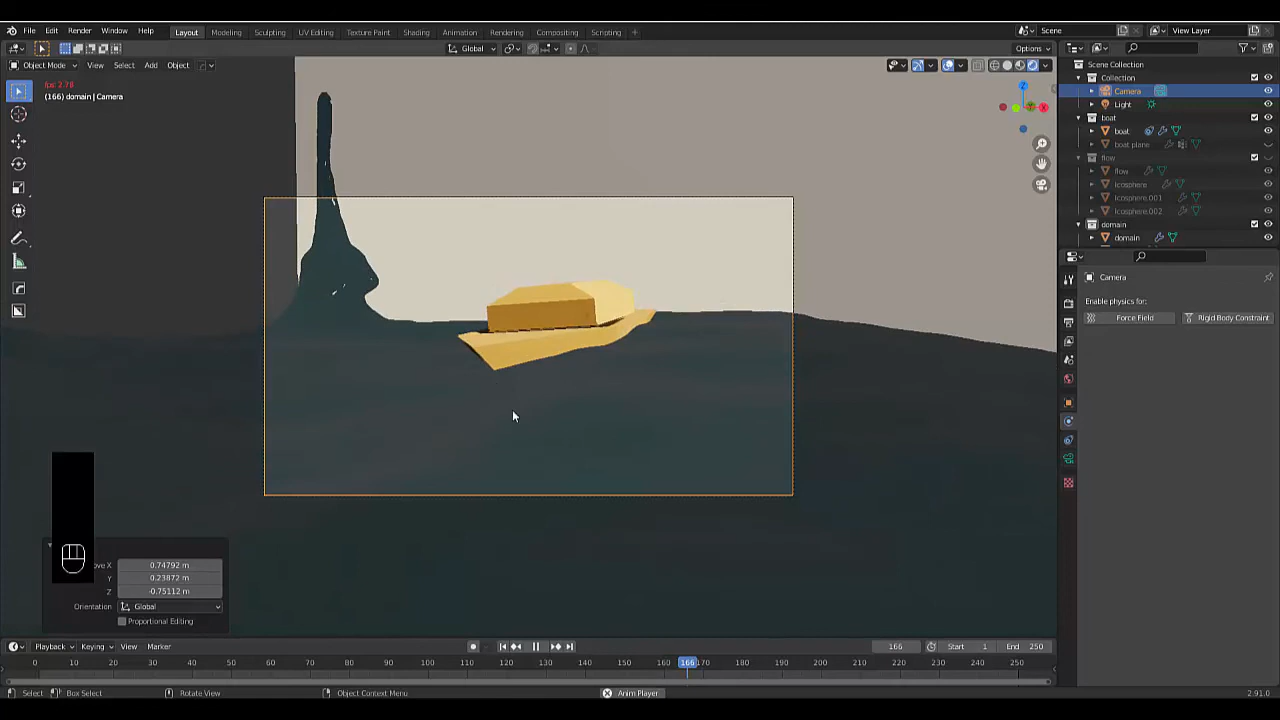 File Edit Render Window Help Layout Modeling Sculpting UV Editing Texture Paint Shading Animation Rendering Compositing Scripting + Scene View Layer
Global Options
Object Mode View Select Add Object
Scene Collection
fps: 2.78
Collection
(166) domain | Camera
Camera
Light
boat
boat
boat plane
flow
flow
Icosphere
Icosphere.001
Icosphere.002
domain
domain
Camera
Enable physics for:
Force Field Rigid Body Constraint
X 0.74792 m
Y 0.23872 m
Z -0.75112 m
Orientation Global
Proportional Editing
Playback Keying View Marker 166 Start 1 End 250
0 10 20 30 40 50 60 70 80 90 100 110 120 130 140 150 160 166 170 180 190 200 210 220 230 240 250
Select Box Select Rotate View Object Context Menu Anim Player 2.91.0